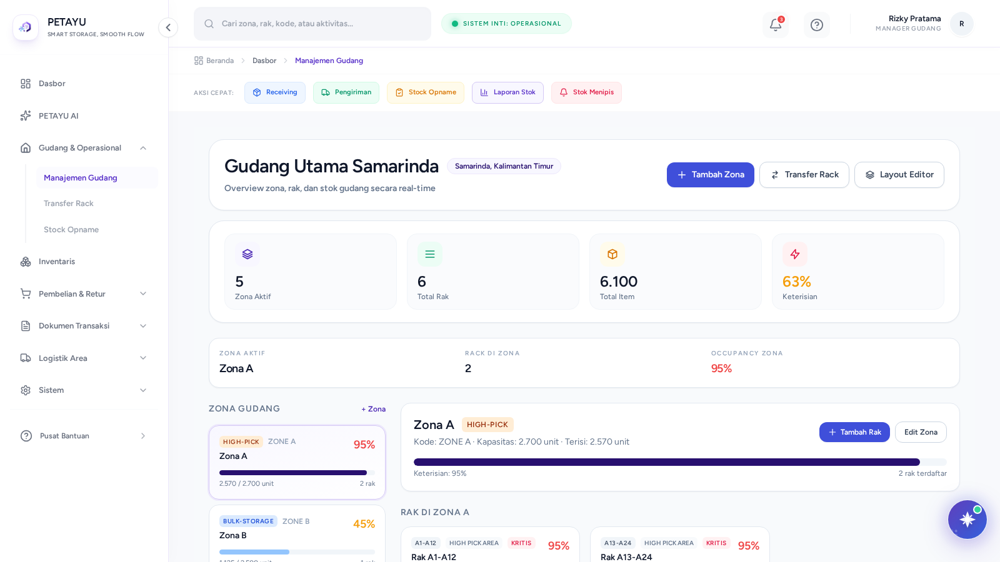 PETAYU
SMART STORAGE, SMOOTH FLOW
Cari zona, rak, kode, atau aktivitas...
SISTEM INTI: OPERASIONAL
3
Rizky Pratama
MANAGER GUDANG
R
Beranda
Dasbor
Manajemen Gudang
AKSI CEPAT:
Receiving
Pengiriman
Stock Opname
Laporan Stok
Stok Menipis
Dasbor
PETAYU AI
Gudang & Operasional
Manajemen Gudang
Transfer Rack
Stock Opname
Inventaris
Pembelian & Retur
Dokumen Transaksi
Logistik Area
Sistem
Pusat Bantuan
Gudang Utama Samarinda
Samarinda, Kalimantan Timur
Overview zona, rak, dan stok gudang secara real-time
+ Tambah Zona
Transfer Rack
Layout Editor
5
Zona Aktif
6
Total Rak
6.100
Total Item
63%
Keterisian
ZONA AKTIF
Zona A
RACK DI ZONA
2
OCCUPANCY ZONA
95%
ZONA GUDANG
+ Zona
HIGH-PICK ZONE A
95%
Zona A
2.570 / 2.700 unit
2 rak
BULK-STORAGE ZONE B
45%
Zona B
1.125 / 2.500 unit
1 rak
Zona A HIGH-PICK
Kode: ZONE A · Kapasitas: 2.700 unit · Terisi: 2.570 unit
+ Tambah Rak
Edit Zona
Keterisian: 95%
2 rak terdaftar
RAK DI ZONA A
A1-A12 HIGH PICK AREA KRITIS 95%
Rak A1-A12
A13-A24 HIGH PICK AREA KRITIS 95%
Rak A13-A24